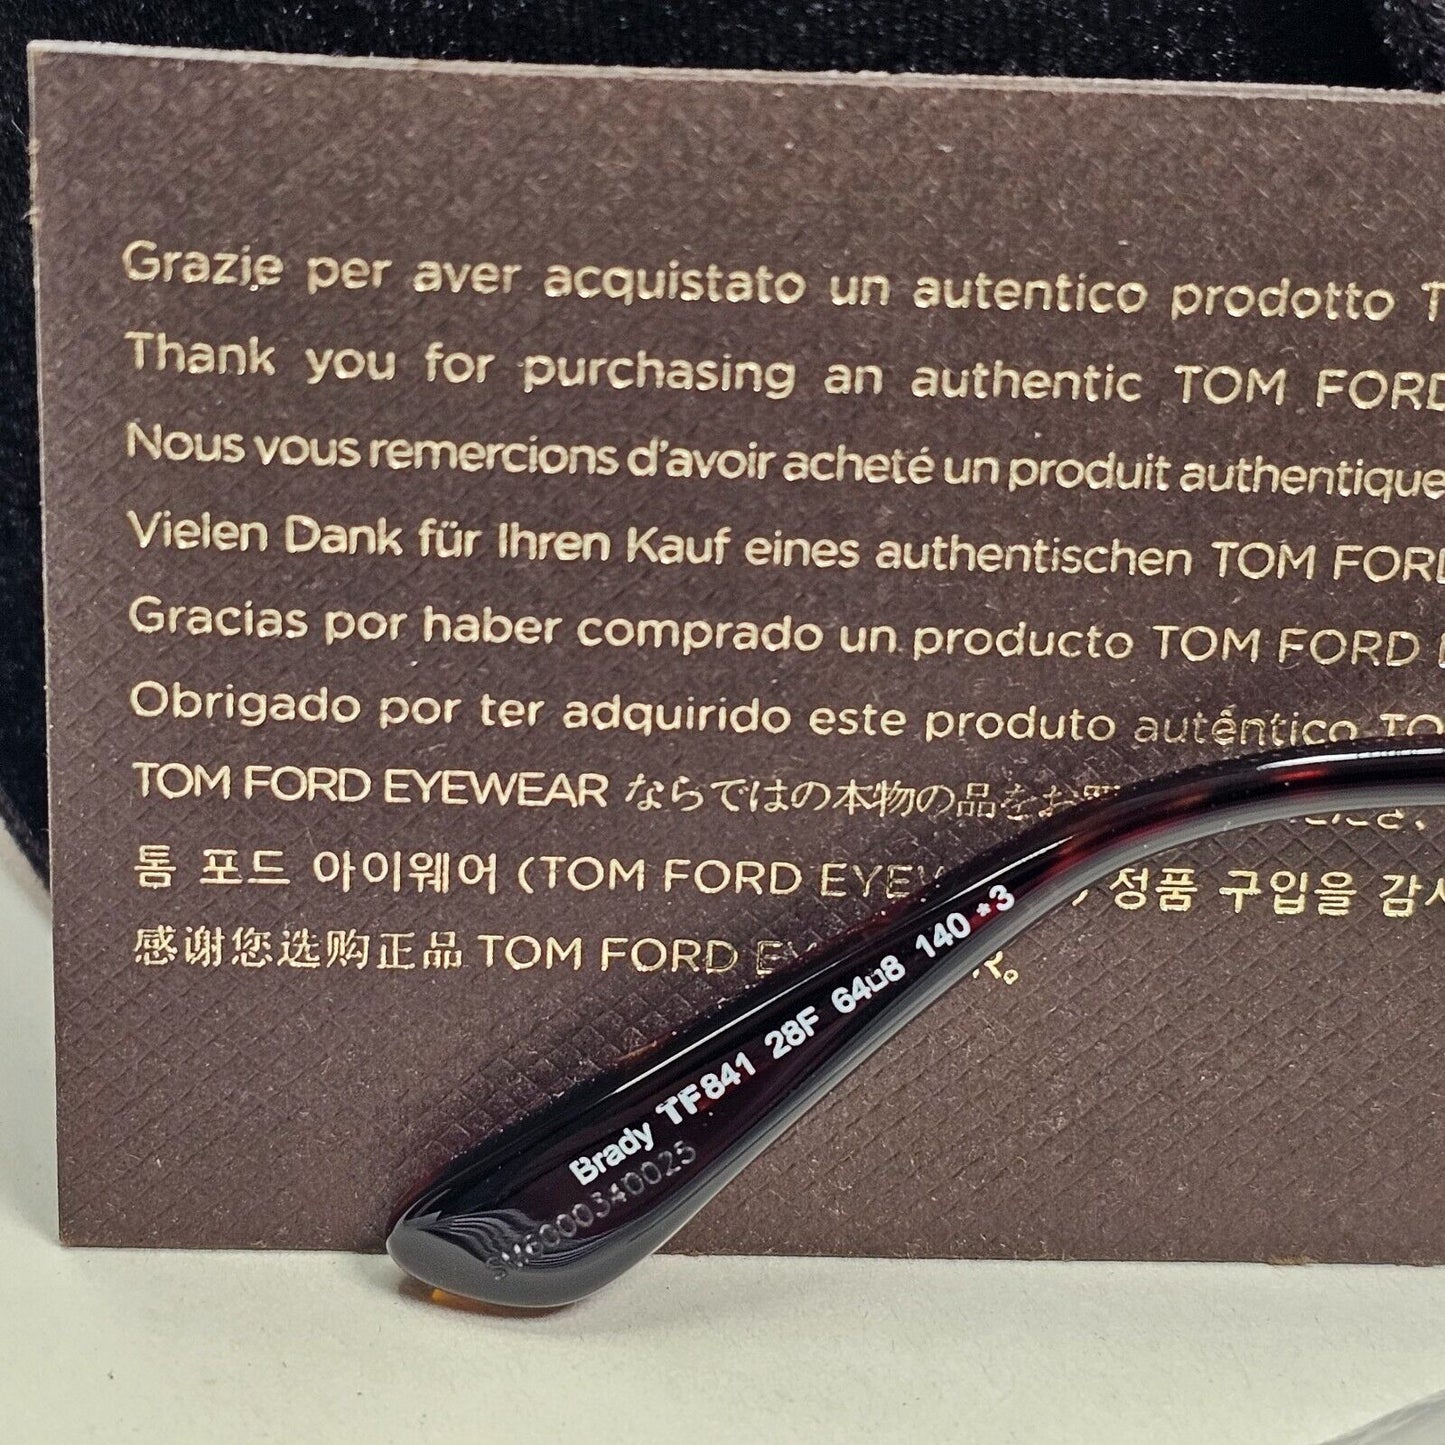 Grazie per aver acquistato un autentico prodotto
Thank you for purchasing an authentic TOM FORD
Nous vous remercions d'avoir acheté un produit authentique
Vielen Dank für Ihren Kauf eines authentischen TOM FORD
Gracias por haber comprado un producto TOM FORD
Obrigado por ter adquirido este produto autêntico
TOM FORD EYEWEAR ならではの本物の品をお
톰 포드 아이웨어 (TOM FORD 정품 구입을
感谢您选购正品 TOM FORD
Brady TF841 28F 64□8 140 *3